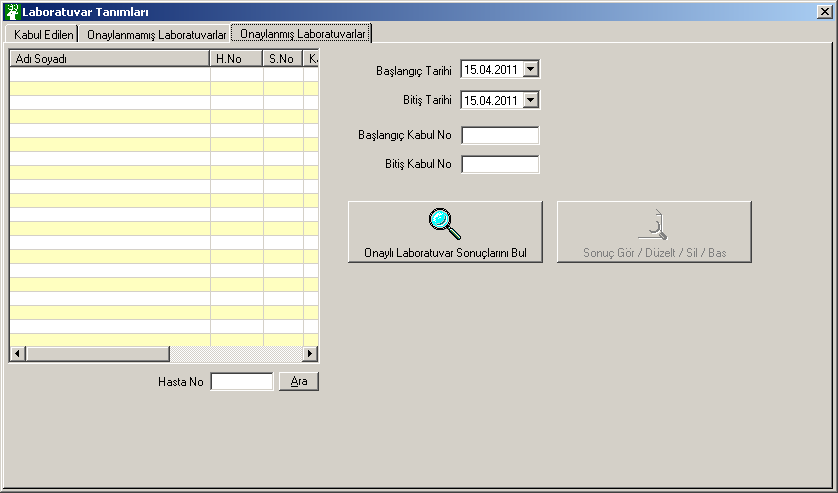 Laboratuvar Tanımları
Kabul Edilen
Onaylanmamış Laboratuvarlar
Onaylanmış Laboratuvarlar
Adı Soyadı H.No S.No
Başlangıç Tarihi 15.04.2011
Bitiş Tarihi 15.04.2011
Başlangıç Kabul No
Bitiş Kabul No
Onaylı Laboratuvar Sonuçlarını Bul
Sonuç Gör / Düzelt / Sil / Bas
Hasta No
Ara